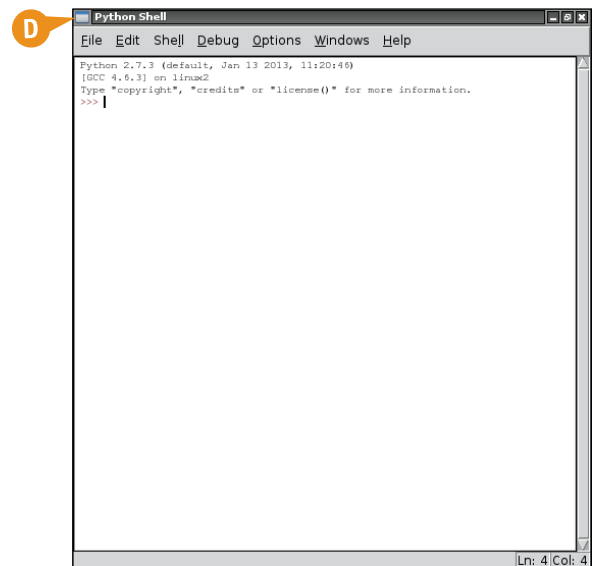 D
Python Shell
File Edit Shell Debug Options Windows Help
Python 2.7.3 (default, Jan 13 2013, 11:20:46)
[GCC 4.6.3] on linux2
Type "copyright", "credits" or "license()" for more information.
>>>
Ln: 4 Col: 4